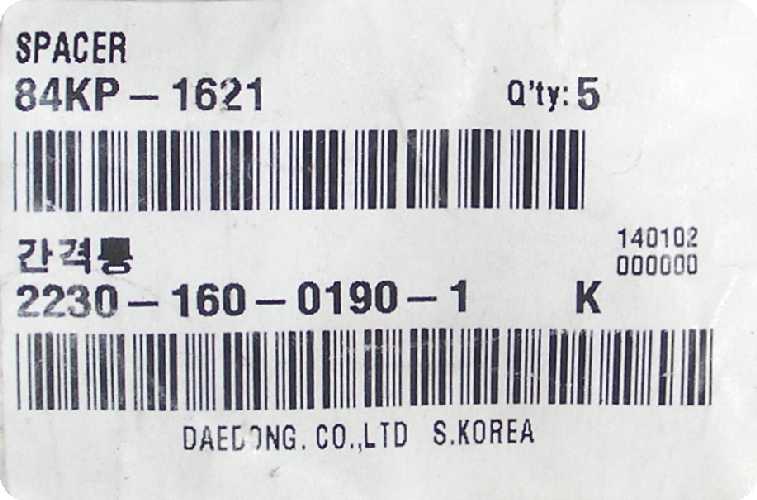 SPACER
84KP-1621 Q'ty: 5
간격통
140102
000000
2230-160-0190-1 K
DAEDONG. CO.,LTD S.KOREA